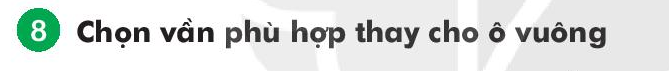 8 Chọn vần phù hợp thay cho ô vuông